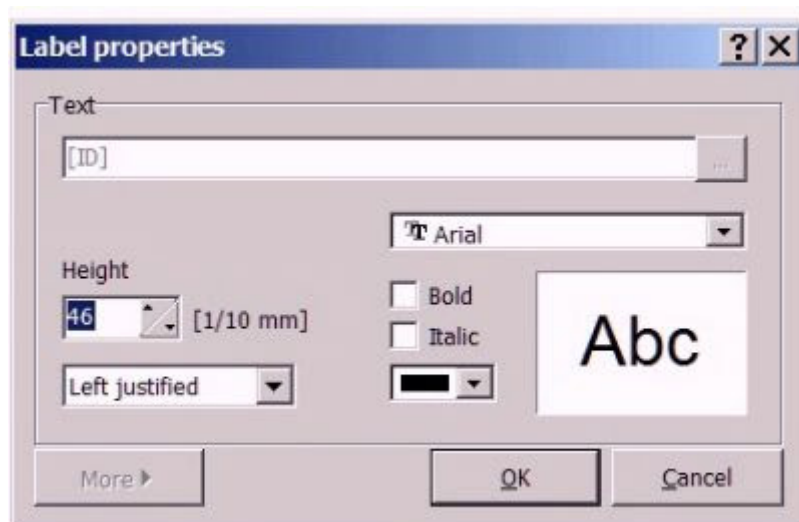 Label properties
Text
[ID]
...
Arial
Height
46 [1/10 mm]
Bold
Italic
Abc
Left justified
More
OK
Cancel